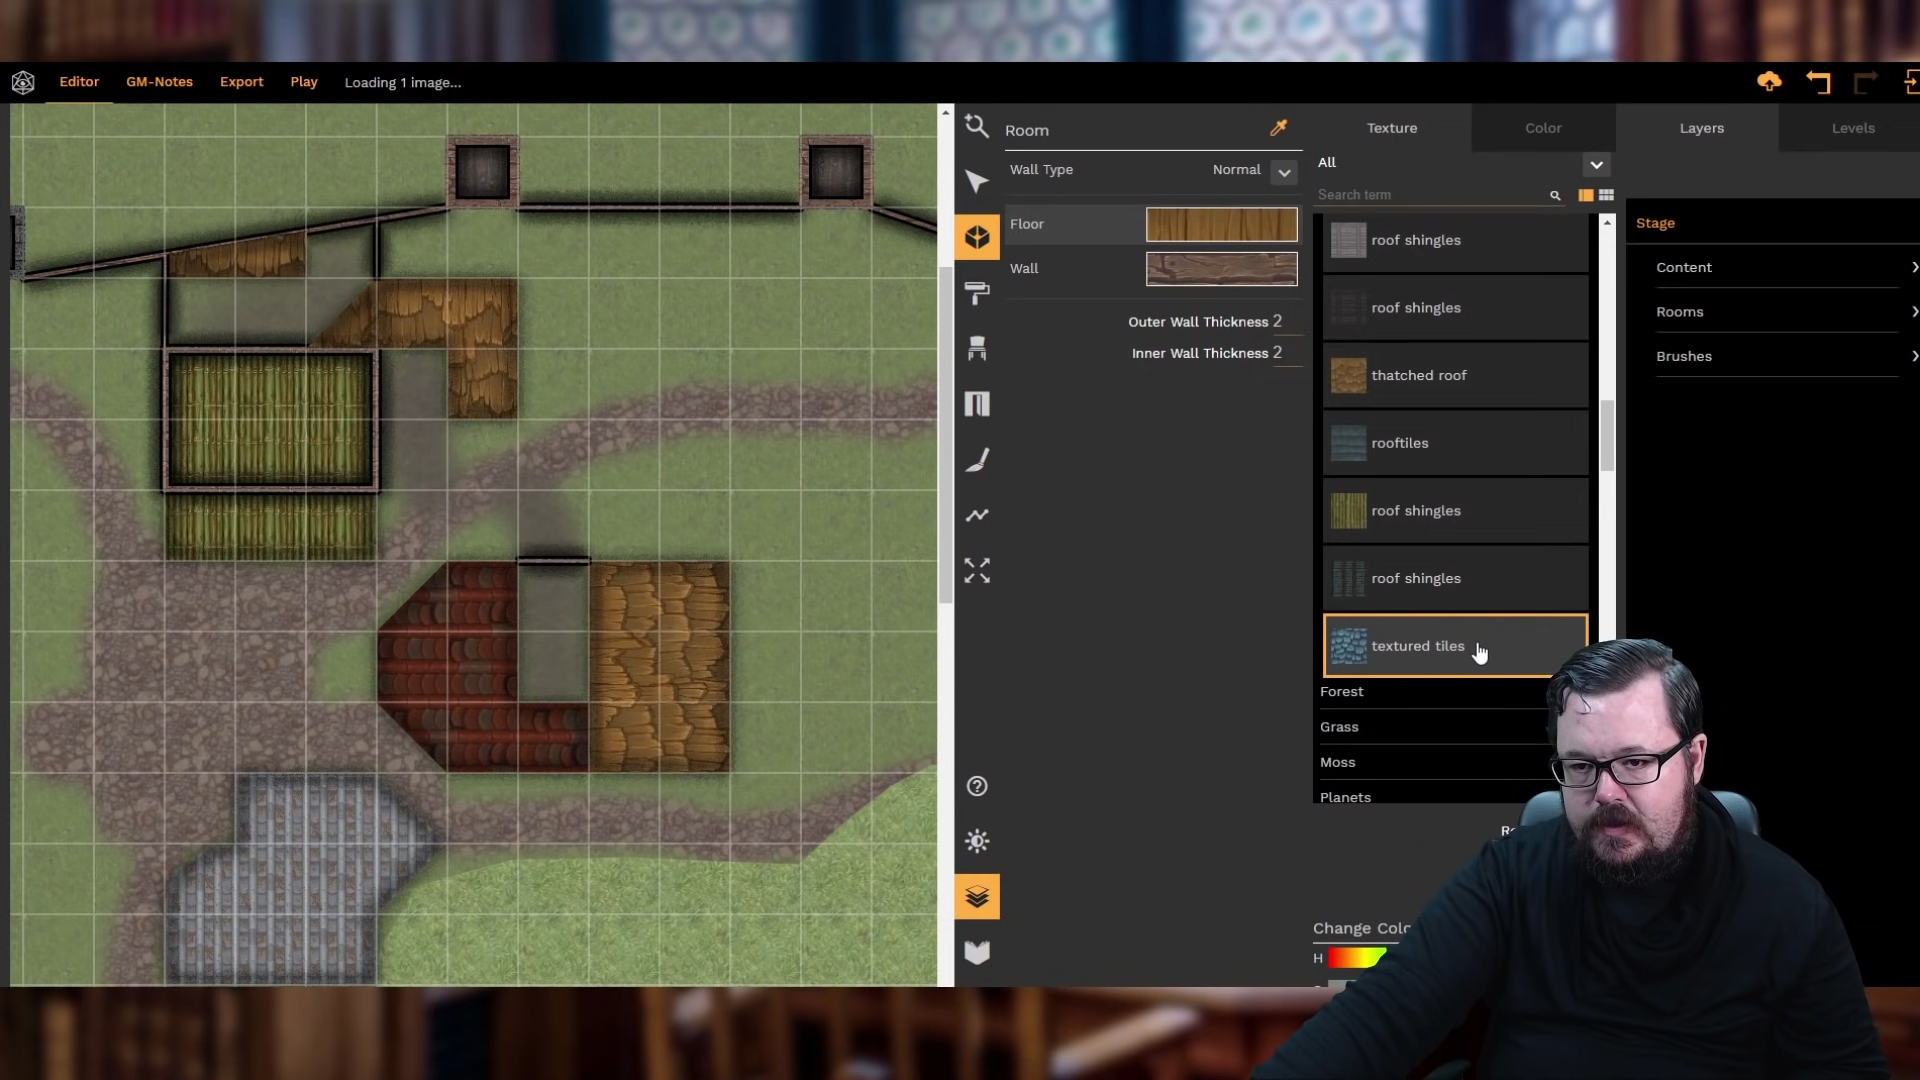 Editor
GM-Notes
Export
Play
Loading 1 image...
Room
Wall Type
Normal
Floor
Wall
Outer Wall Thickness 2
Inner Wall Thickness 2
Texture
Color
All
Search term
roof shingles
roof shingles
thatched roof
rooftiles
roof shingles
roof shingles
textured tiles
Forest
Grass
Moss
Planets
Change Colo
H
Layers
Levels
Stage
Content
Rooms
Brushes